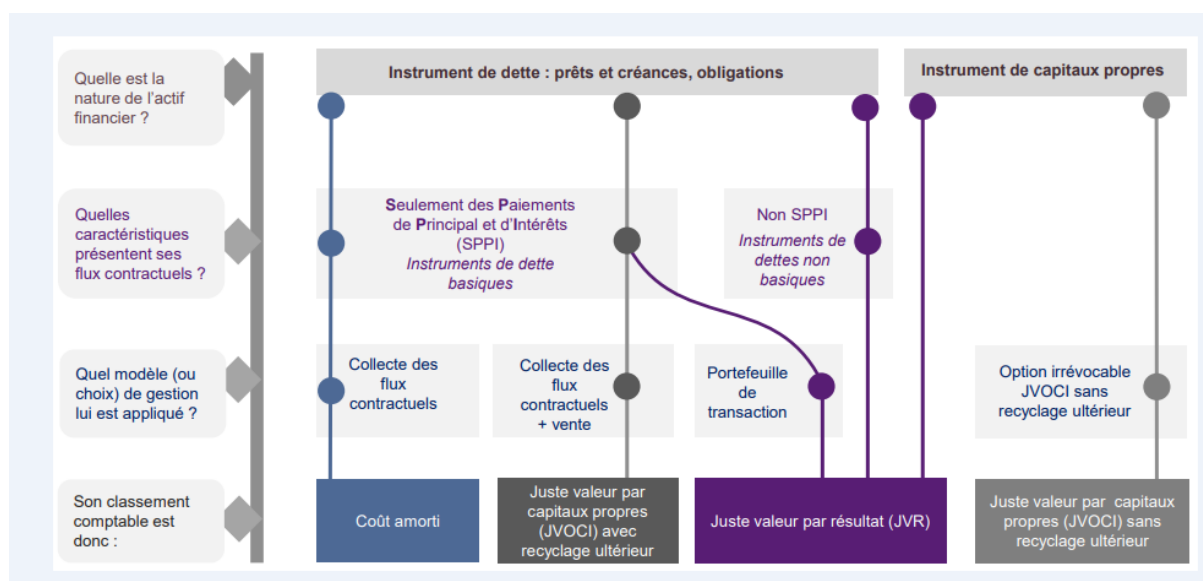 Quelle est la
nature de l'actif
financier ?
Instrument de dette : prêts et créances, obligations
Instrument de capitaux propres
Quelles
caractéristiques
présentent ses
flux contractuels ?
Seulement des Paiements
de Principal et d'Intérêts
(SPPI)
Instruments de dette
basiques
Non SPPI
Instruments de
dettes non
basiques
Quel modèle (ou
choix) de gestion
lui est appliqué ?
Collecte des
flux
contractuels
Collecte des
flux
contractuels
+ vente
Portefeuille
de
transaction
Option irrévocable
JVOCI sans
recyclage ultérieur
Son classement
comptable est
donc :
Coût amorti
Juste valeur par
capitaux propres
(JVOCI) avec
recyclage ultérieur
Juste valeur par résultat (JVR)
Juste valeur par capitaux
propres (JVOCI) sans
recyclage ultérieur